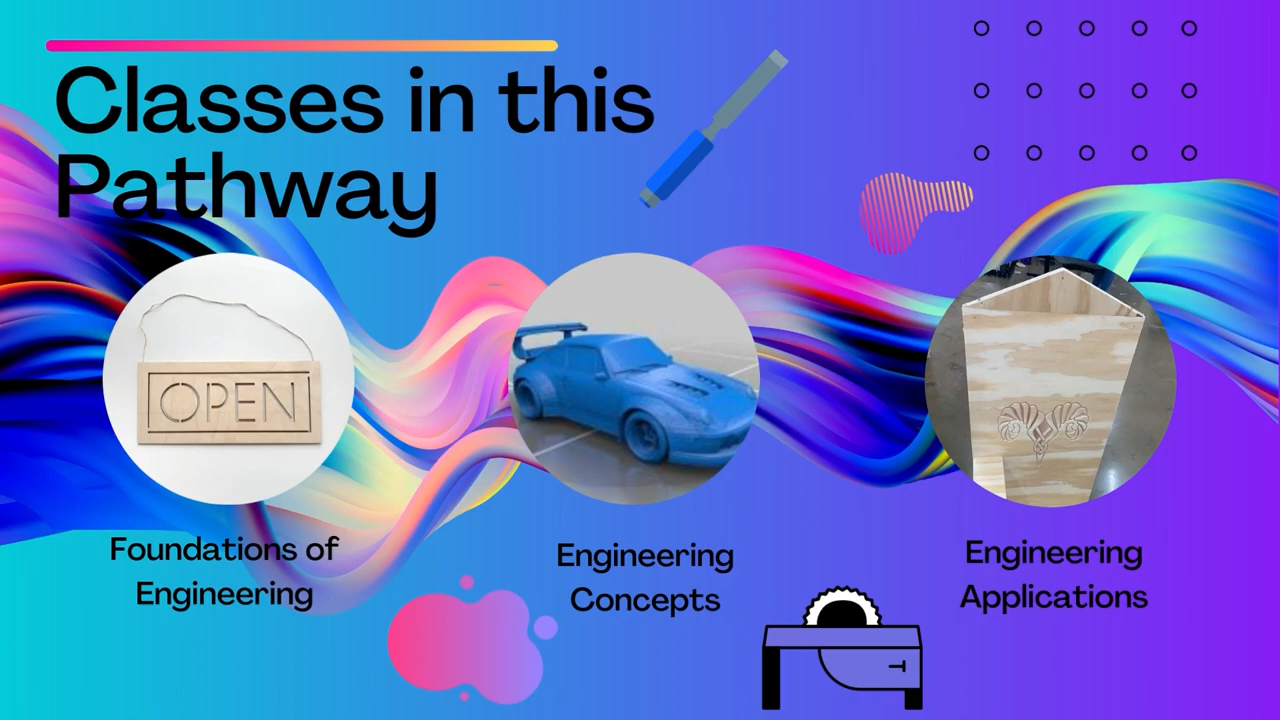 Classes in this
Pathway
OPEN
Foundations of
Engineering
Engineering
Concepts
Engineering
Applications